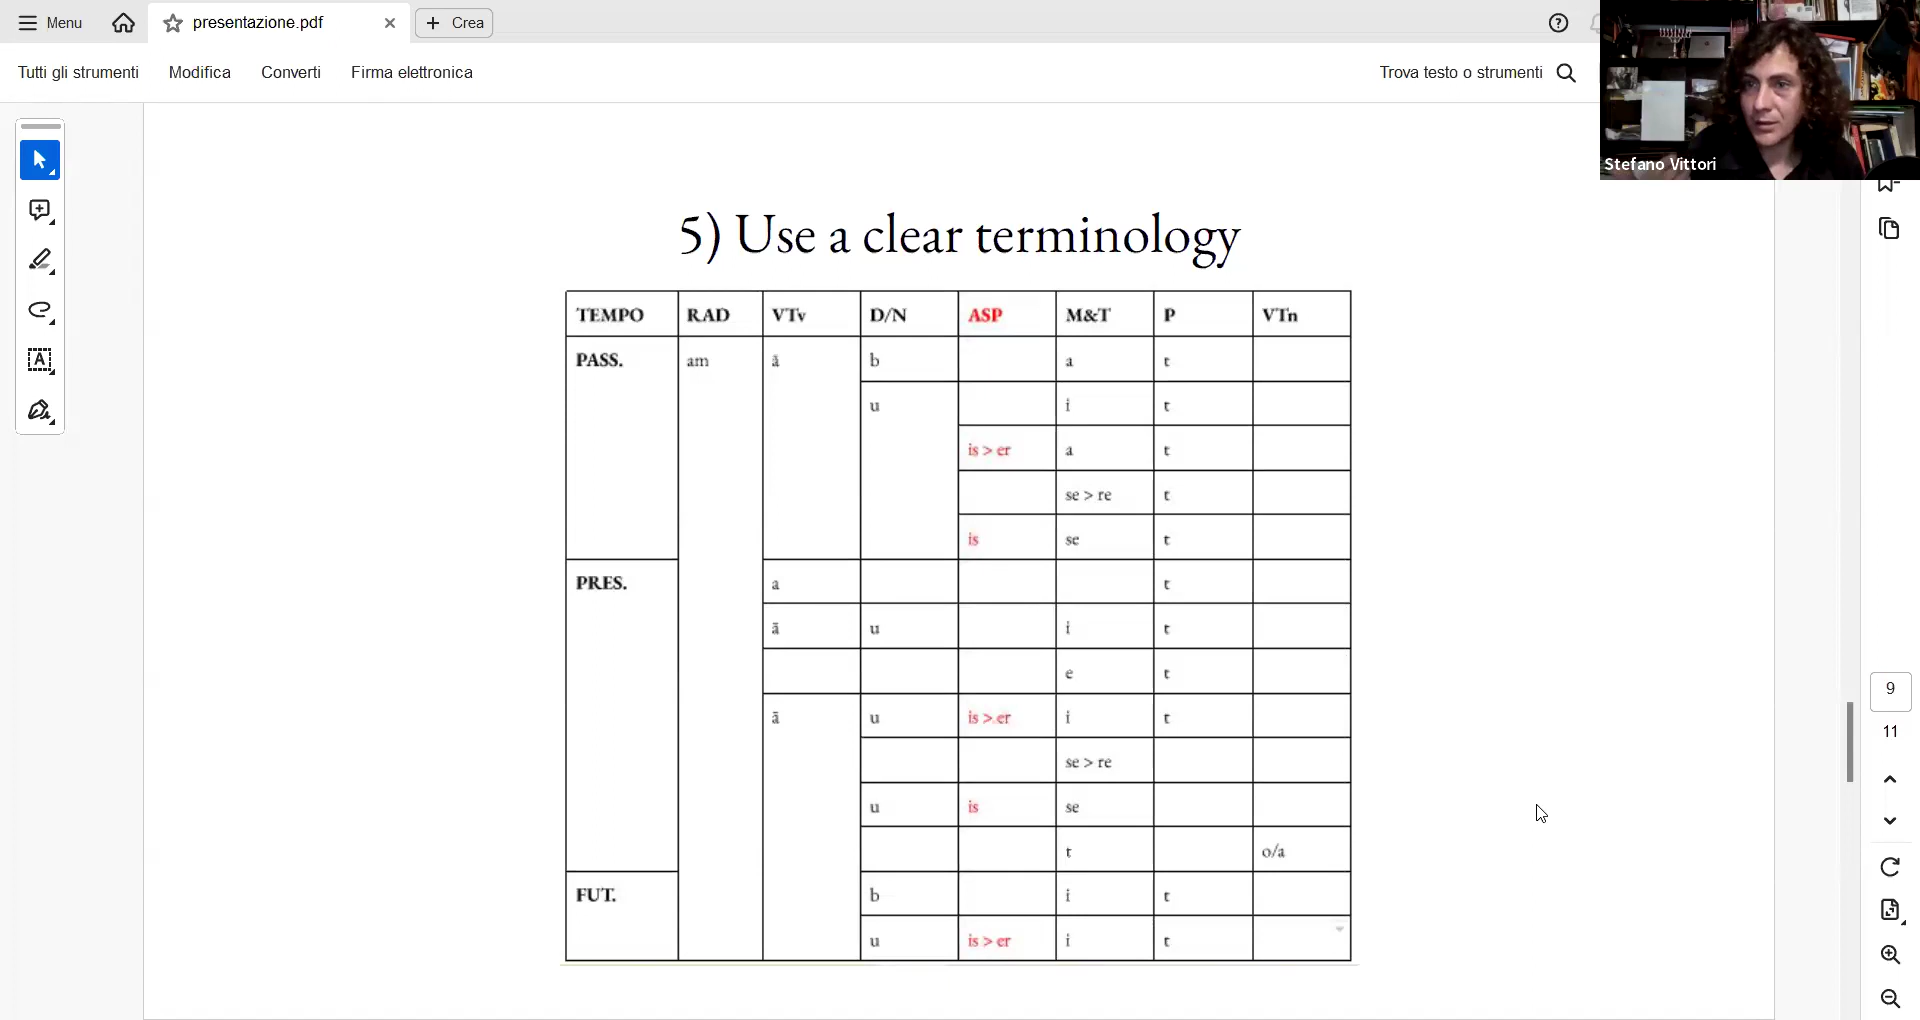 Menu
presentazione.pdf
Crea
Tutti gli strumenti
Modifica
Converti
Firma elettronica
Trova testo o strumenti
Stefano Vittori
5) Use a clear terminology
TEMPO RAD VTv D/N ASP M&T P VTn
PASS. am ā b a t
u i t
is > er a t
se > re t
is se t
PRES. a t
ā u i t
e t
ā u is > er i t
se > re
u is se
t o/a
FUT. b i t
u is > er i t
9
11